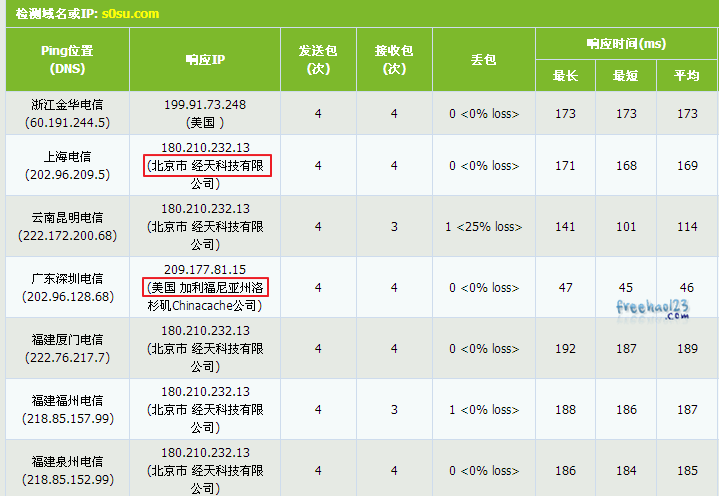 检测域名或IP: s0su.com
Ping位置
(DNS)
响应IP
发送包
(次)
接收包
(次)
丢包
响应时间(ms)
最长
最短
平均
浙江金华电信
(60.191.244.5)
199.91.73.248
(美国 )
4
4
0 <0% loss>
173
173
173
上海电信
(202.96.209.5)
180.210.232.13
(北京市 经天科技有限
公司)
4
4
0 <0% loss>
171
168
169
云南昆明电信
(222.172.200.68)
180.210.232.13
(北京市 经天科技有限
公司)
4
3
1 <25% loss>
141
101
114
广东深圳电信
(202.96.128.68)
209.177.81.15
(美国 加利福尼亚州洛
杉矶Chinacache公司)
4
4
0 <0% loss>
47
45
46
freehao123
.com
福建厦门电信
(222.76.217.7)
180.210.232.13
(北京市 经天科技有限
公司)
4
4
0 <0% loss>
192
187
189
福建福州电信
(218.85.157.99)
180.210.232.13
(北京市 经天科技有限
公司)
4
3
1 <0% loss>
188
186
187
福建泉州电信
(218.85.152.99)
180.210.232.13
(北京市 经天科技有限
公司)
4
4
0 <0% loss>
186
184
185